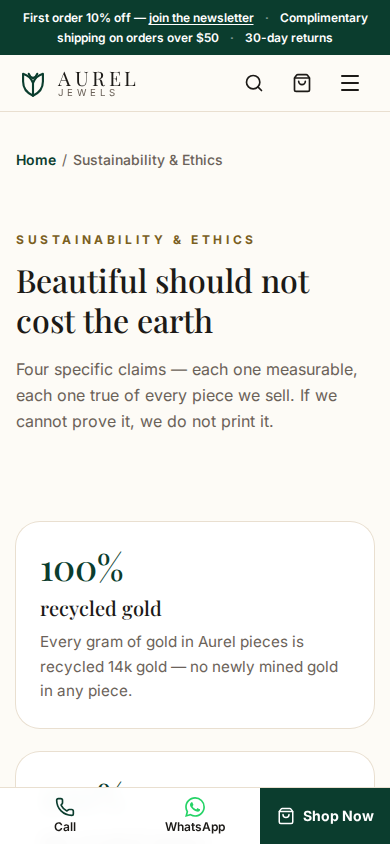 First order 10% off — join the newsletter · Complimentary
shipping on orders over $50 · 30-day returns
AUREL
JEWELS
Home / Sustainability & Ethics
SUSTAINABILITY & ETHICS
Beautiful should not
cost the earth
Four specific claims — each one measurable,
each one true of every piece we sell. If we
cannot prove it, we do not print it.
100%
recycled gold
Every gram of gold in Aurel pieces is
recycled 14k gold — no newly mined gold
in any piece.
Call
WhatsApp
Shop Now